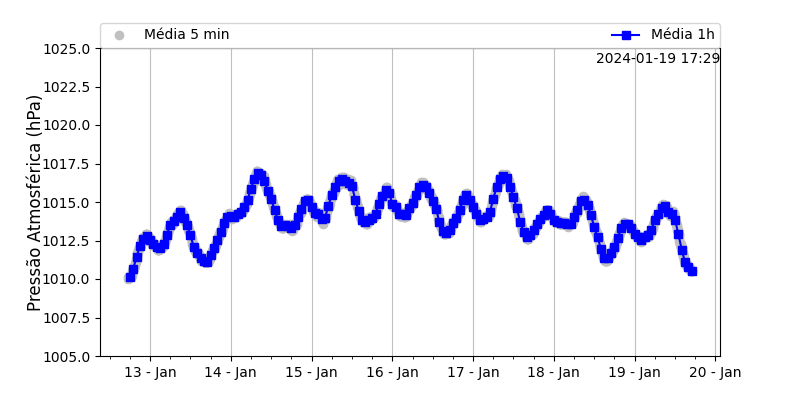 Média 5 min
Média 1h
2024-01-19 17:29
Pressão Atmosférica (hPa)
1025.0
1022.5
1020.0
1017.5
1015.0
1012.5
1010.0
1007.5
1005.0
13 - Jan
14 - Jan
15 - Jan
16 - Jan
17 - Jan
18 - Jan
19 - Jan
20 - Jan